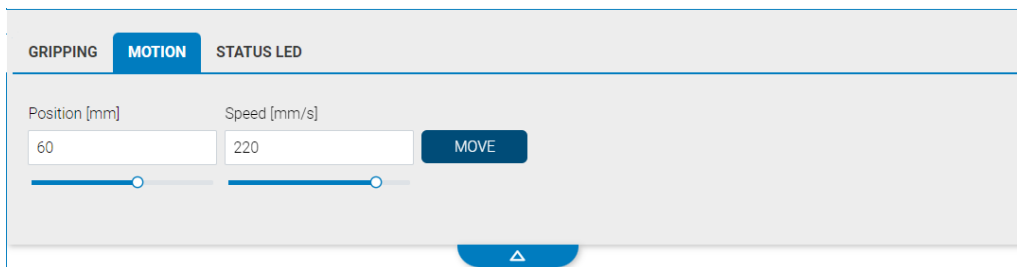 GRIPPING MOTION STATUS LED
Position [mm] Speed [mm/s]
60 220 MOVE